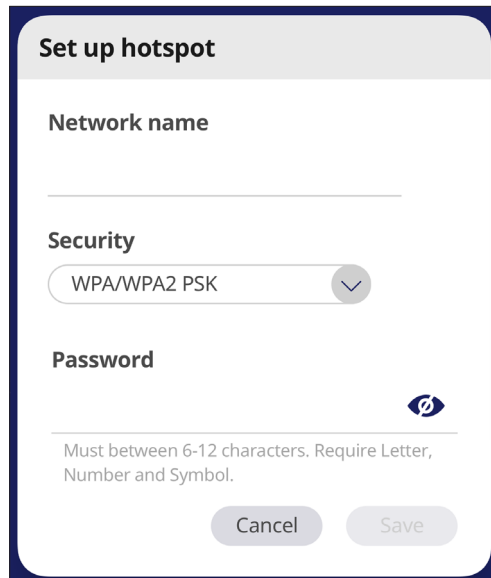 Set up hotspot
Network name
Security
WPA/WPA2 PSK
Password
Must between 6-12 characters. Require Letter,
Number and Symbol.
Cancel Save